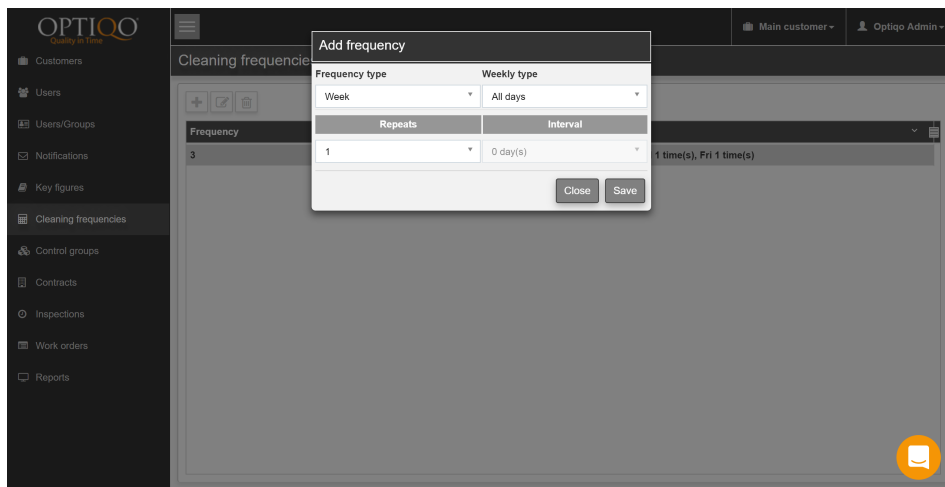 OPTIQO
Quality in Time
Main customer
Optiqo Admin
Customers
Users
Users/Groups
Notifications
Key figures
Cleaning frequencies
Control groups
Contracts
Inspections
Work orders
Reports
Cleaning frequencie
Frequency
3
1 time(s), Fri 1 time(s)
Add frequency
Frequency type Weekly type
Week All days
Repeats Interval
1 0 day(s)
Close Save